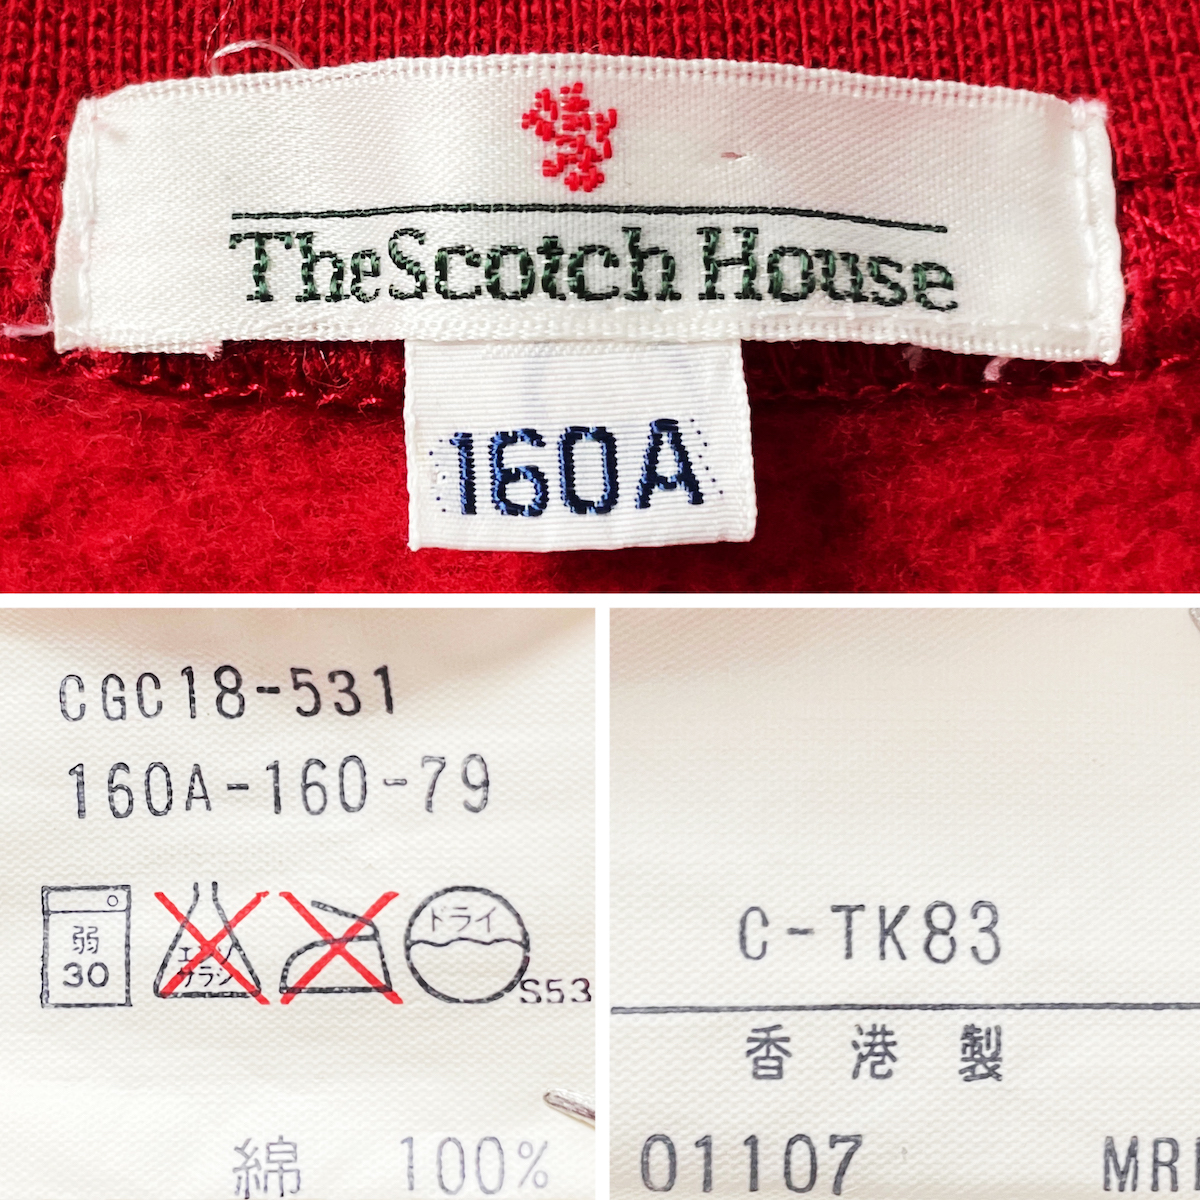 The Scotch House
160A
CGC18-531
160A-160-79
弱
30
エンソ
サラシ
ドライ
S53
綿 100%
C-TK83
香港製
01107